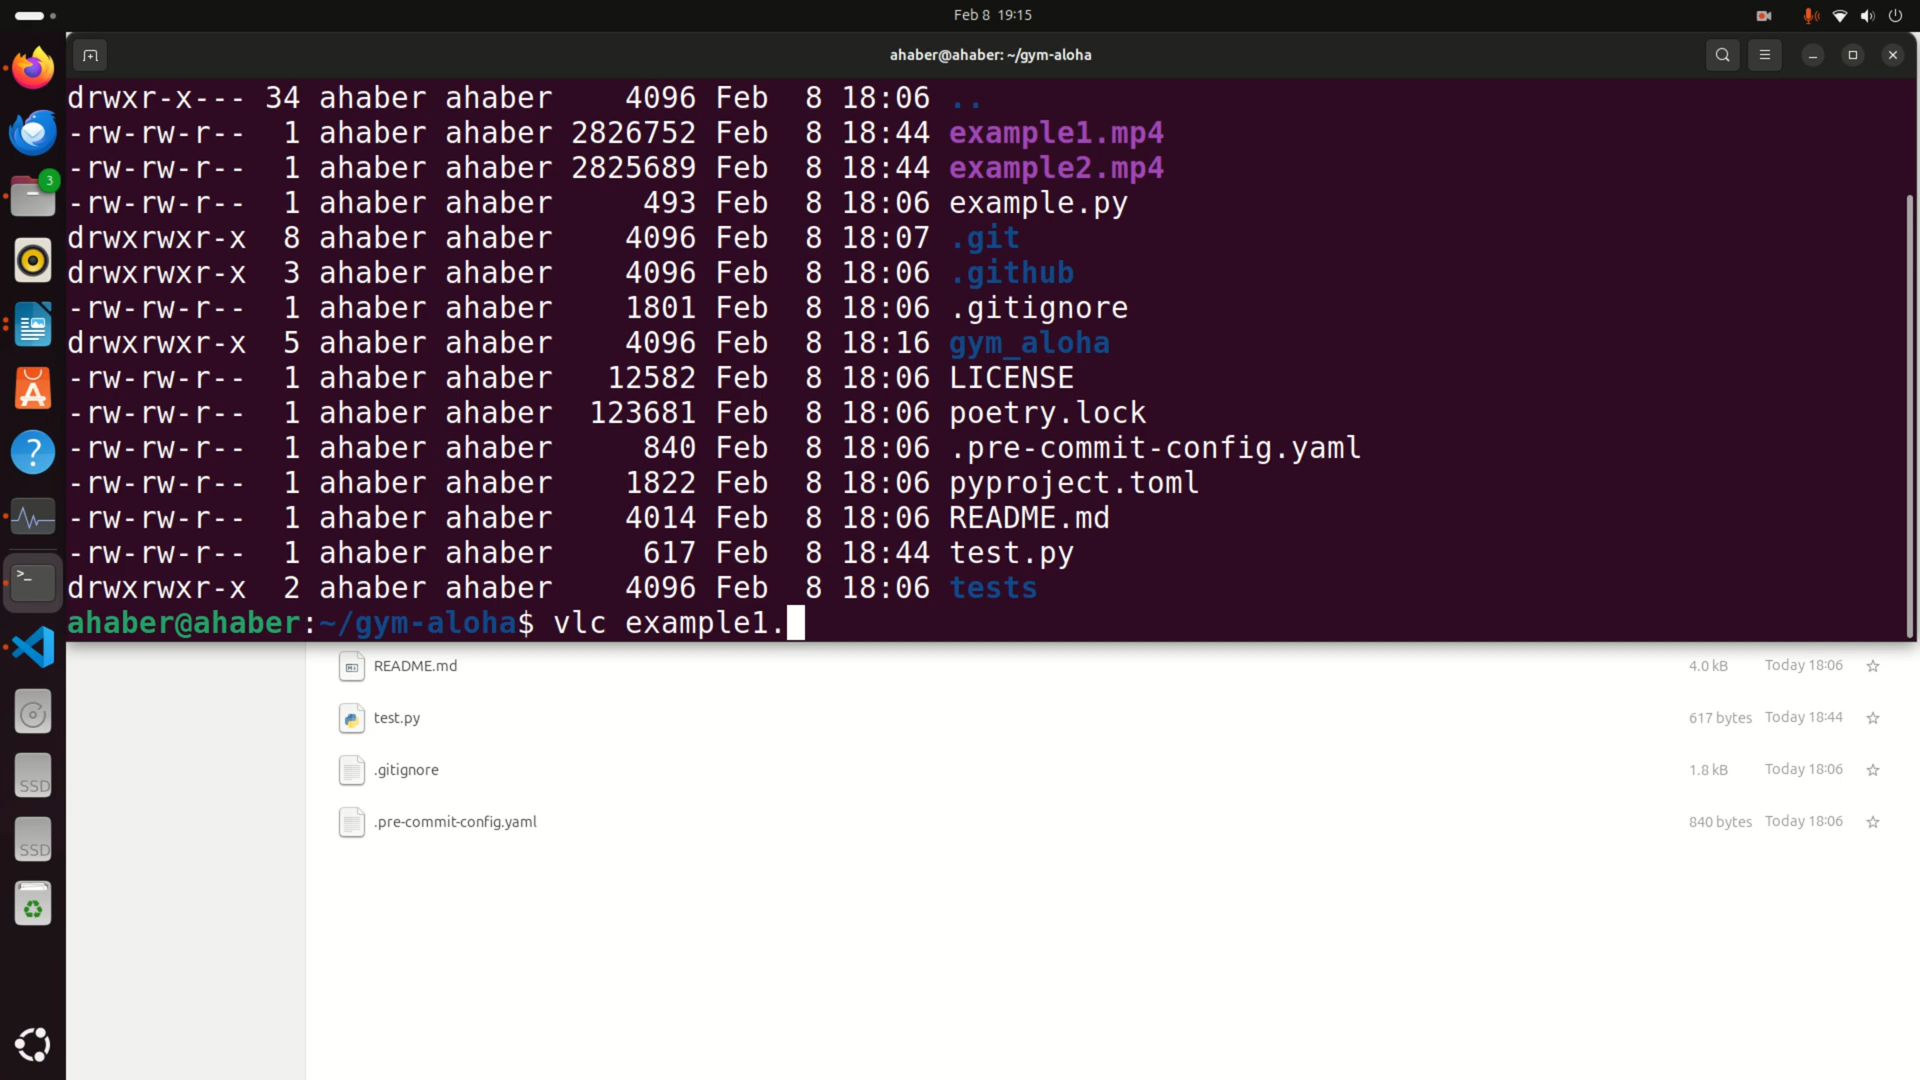 Feb 8 19:15
ahaber@ahaber: ~/gym-aloha
drwxr-x--- 34 ahaber ahaber 4096 Feb 8 18:06 ..
-rw-rw-r-- 1 ahaber ahaber 2826752 Feb 8 18:44 example1.mp4
-rw-rw-r-- 1 ahaber ahaber 2825689 Feb 8 18:44 example2.mp4
-rw-rw-r-- 1 ahaber ahaber 493 Feb 8 18:06 example.py
drwxrwxr-x 8 ahaber ahaber 4096 Feb 8 18:07 .git
drwxrwxr-x 3 ahaber ahaber 4096 Feb 8 18:06 .github
-rw-rw-r-- 1 ahaber ahaber 1801 Feb 8 18:06 .gitignore
drwxrwxr-x 5 ahaber ahaber 4096 Feb 8 18:16 gym_aloha
-rw-rw-r-- 1 ahaber ahaber 12582 Feb 8 18:06 LICENSE
-rw-rw-r-- 1 ahaber ahaber 123681 Feb 8 18:06 poetry.lock
-rw-rw-r-- 1 ahaber ahaber 840 Feb 8 18:06 .pre-commit-config.yaml
-rw-rw-r-- 1 ahaber ahaber 1822 Feb 8 18:06 pyproject.toml
-rw-rw-r-- 1 ahaber ahaber 4014 Feb 8 18:06 README.md
-rw-rw-r-- 1 ahaber ahaber 617 Feb 8 18:44 test.py
drwxrwxr-x 2 ahaber ahaber 4096 Feb 8 18:06 tests
ahaber@ahaber:~/gym-aloha$ vlc example1.
README.md 4.0 kB Today 18:06
test.py 617 bytes Today 18:44
.gitignore 1.8 kB Today 18:06
.pre-commit-config.yaml 840 bytes Today 18:06
3
A
?
>_
SSD
SSD